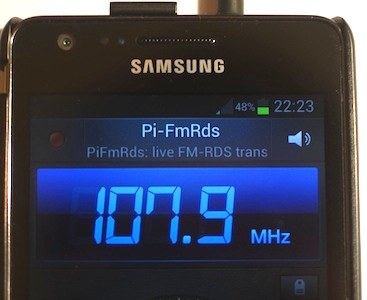 SAMSUNG
48% 22:23
Pi-FmRds
PiFmRds: live FM-RDS trans
107.9 MHz